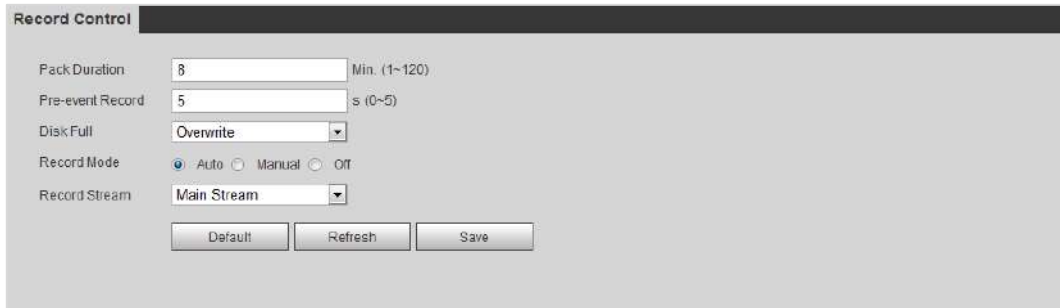 Record Control
Pack Duration 8 Min. (1~120)
Pre-event Record 5 s (0~5)
Disk Full Overwrite
Record Mode Auto Manual Off
Record Stream Main Stream
Default Refresh Save